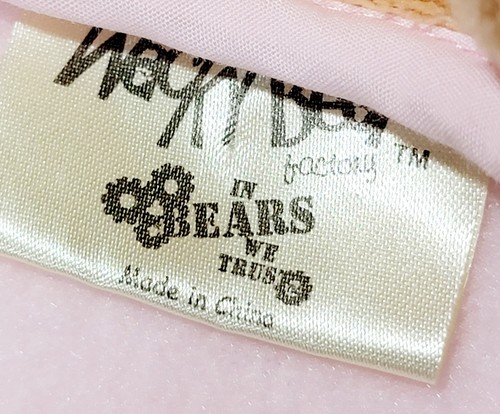 factory TM
IN
BEARS
WE
TRUST
Made in China